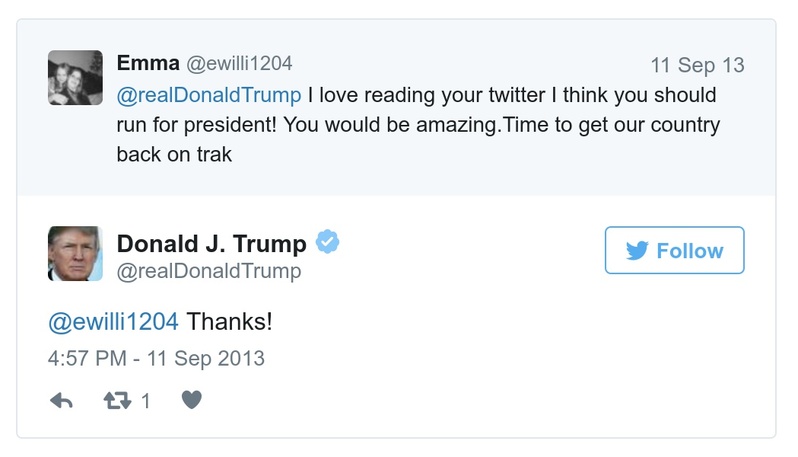 Emma @ewilli1204 11 Sep 13
@realDonaldTrump I love reading your twitter I think you should
run for president! You would be amazing.Time to get our country
back on trak
Donald J. Trump
@realDonaldTrump
Follow
@ewilli1204 Thanks!
4:57 PM - 11 Sep 2013
1